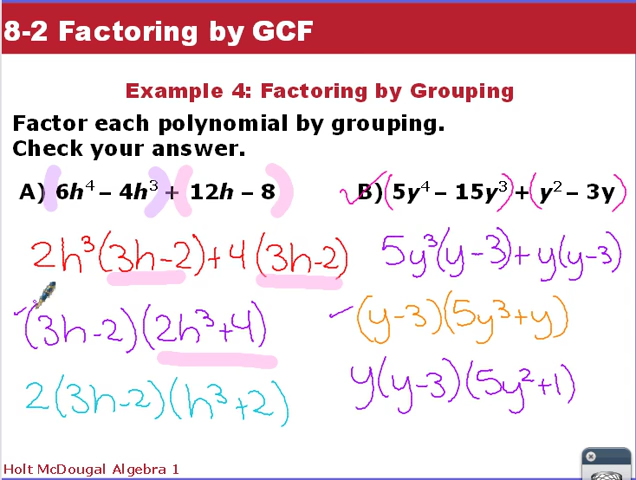 8-2 Factoring by GCF
Example 4: Factoring by Grouping
Factor each polynomial by grouping.
Check your answer.
A) 6h⁴ – 4h³ + 12h – 8
2h³(3h-2)+4(3h-2)
(3h-2)(2h³+4)
2(3h-2)(h³+2)
B) (5y⁴ – 15y³) + (y² – 3y)
5y³(y-3)+y(y-3)
(y-3)(5y³+y)
y(y-3)(5y²+1)
Holt McDougal Algebra 1